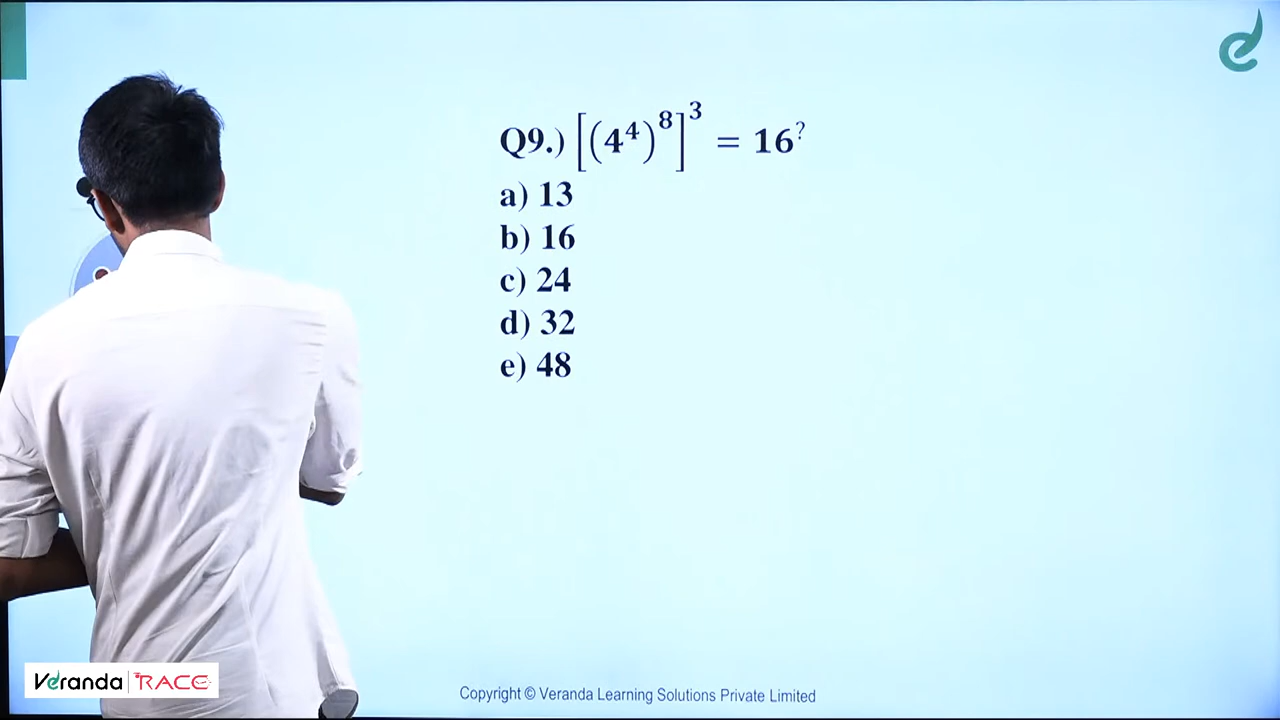 Q9.) [(4⁴)⁸]³ = 16^?
a) 13
b) 16
c) 24
d) 32
e) 48
Veranda RACE
Copyright © Veranda Learning Solutions Private Limited